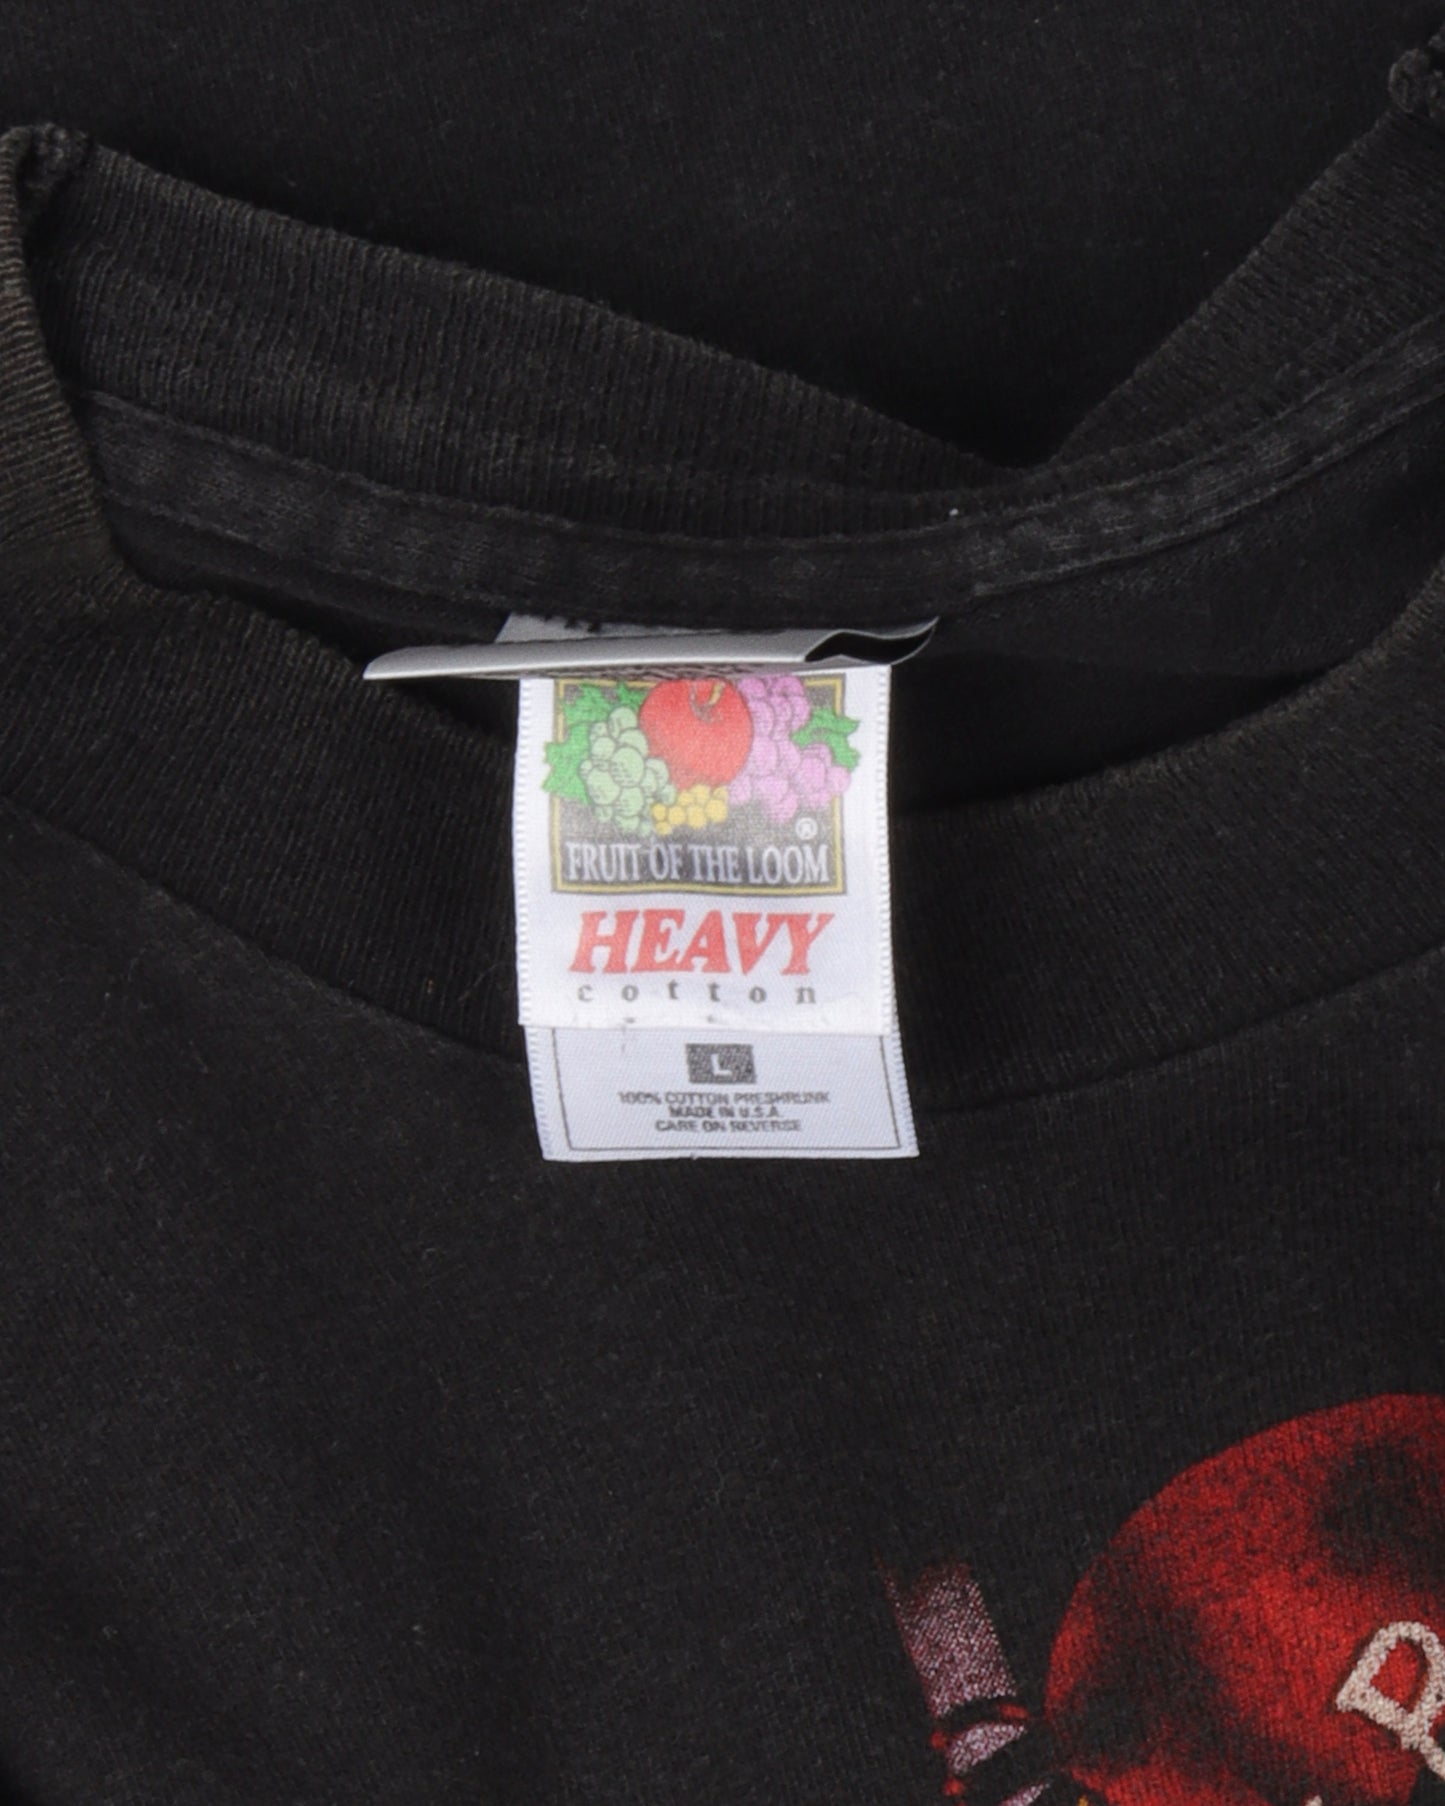 ®
FRUIT OF THE LOOM
HEAVY
cotton
L
100% COTTON PRESHRUNK
MADE IN U.S.A.
CARE ON REVERSE